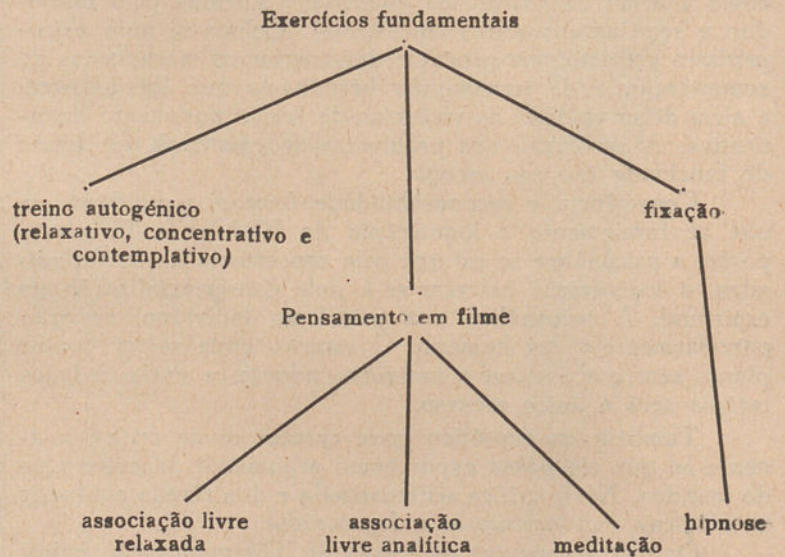 Exercícios fundamentais
treino autogénico
(relaxativo, concentrativo e
contemplativo)
fixação
Pensamento em filme
associação livre
relaxada
associação
livre analítica
meditação
hipnose